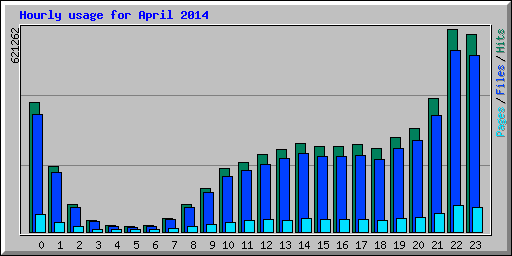 Hourly usage for April 2014
621262
Pages / Files / Hits
0 1 2 3 4 5 6 7 8 9 10 11 12 13 14 15 16 17 18 19 20 21 22 23